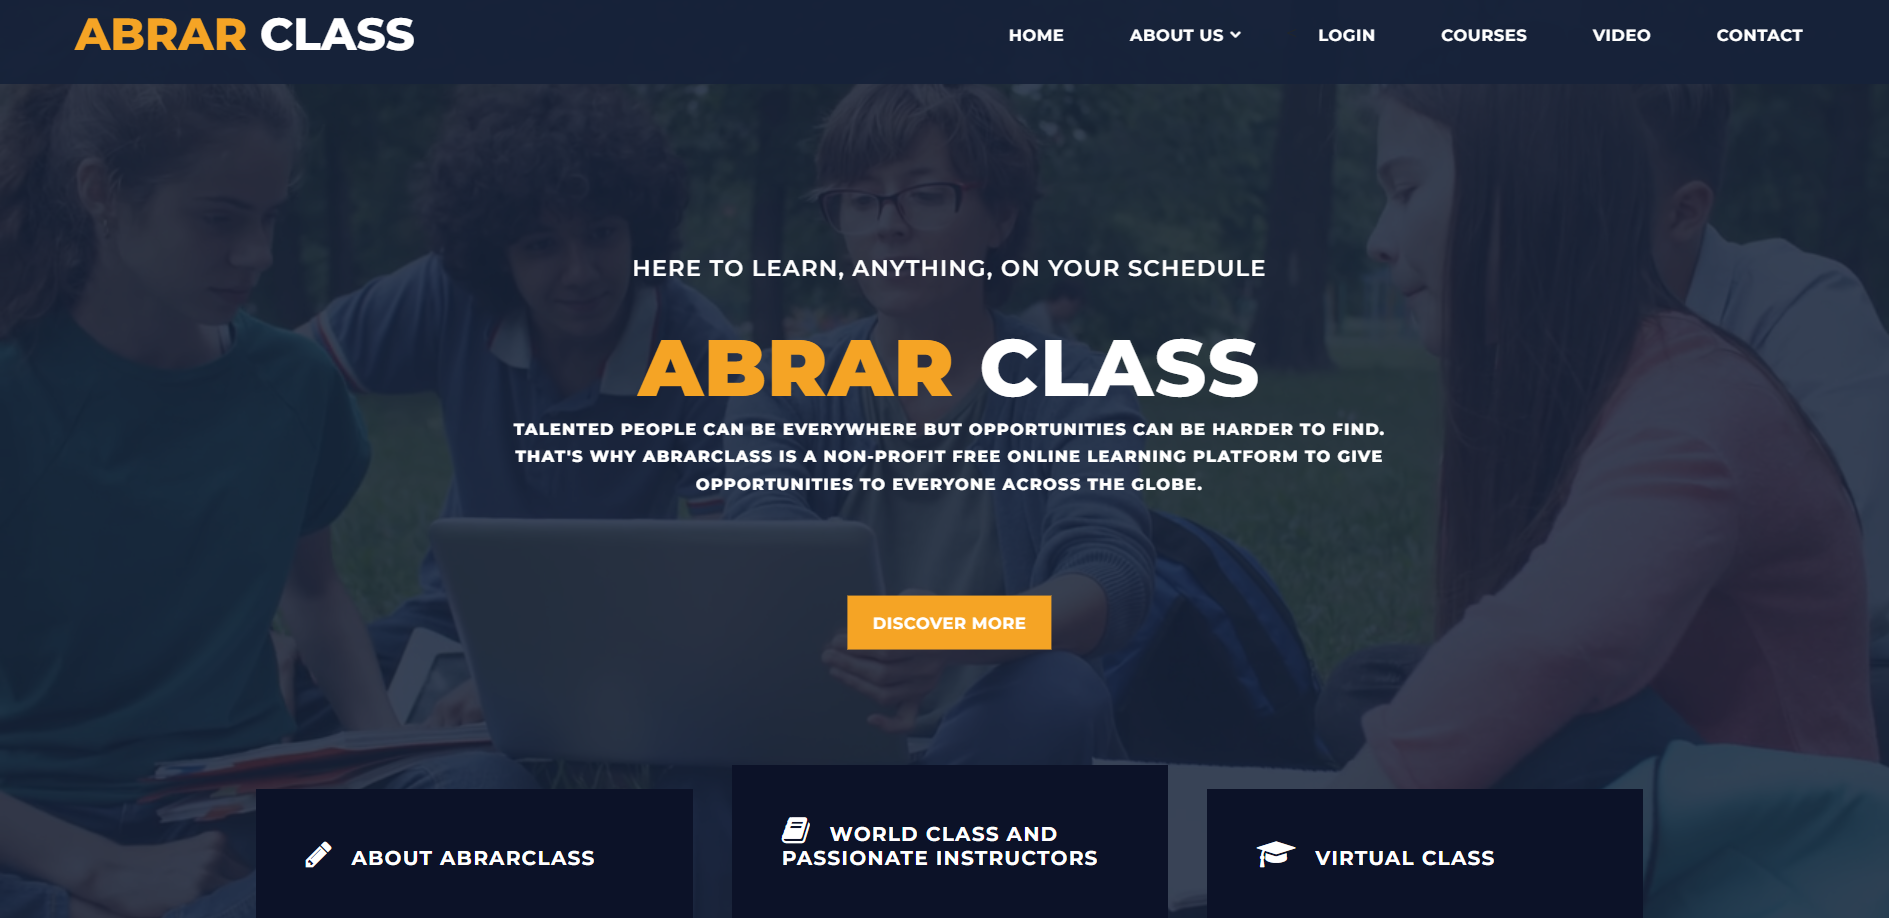 ABRAR CLASS
HOME ABOUT US LOGIN COURSES VIDEO CONTACT
HERE TO LEARN, ANYTHING, ON YOUR SCHEDULE
ABRAR CLASS
TALENTED PEOPLE CAN BE EVERYWHERE BUT OPPORTUNITIES CAN BE HARDER TO FIND.
THAT'S WHY ABRARCLASS IS A NON-PROFIT FREE ONLINE LEARNING PLATFORM TO GIVE
OPPORTUNITIES TO EVERYONE ACROSS THE GLOBE.
DISCOVER MORE
ABOUT ABRARCLASS
WORLD CLASS AND
PASSIONATE INSTRUCTORS
VIRTUAL CLASS